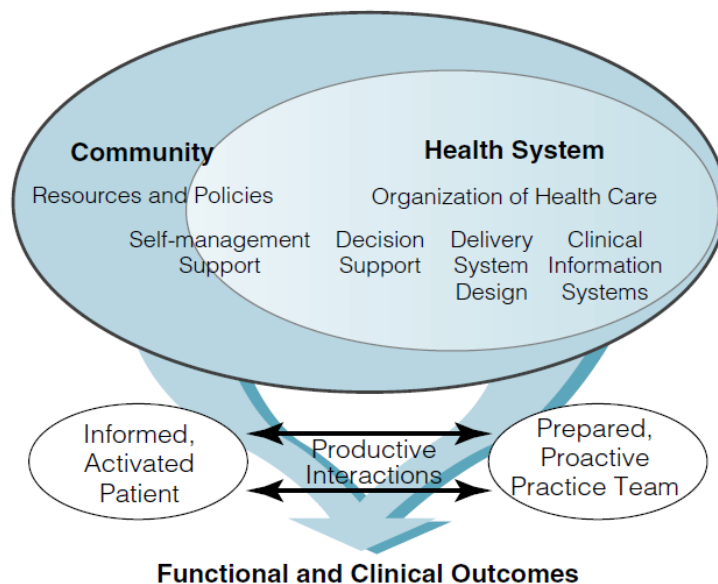 Community
Health System
Resources and Policies
Organization of Health Care
Self-management
Support
Decision
Support
Delivery
System
Design
Clinical
Information
Systems
Informed,
Activated
Patient
Productive
Interactions
Prepared,
Proactive
Practice Team
Functional and Clinical Outcomes